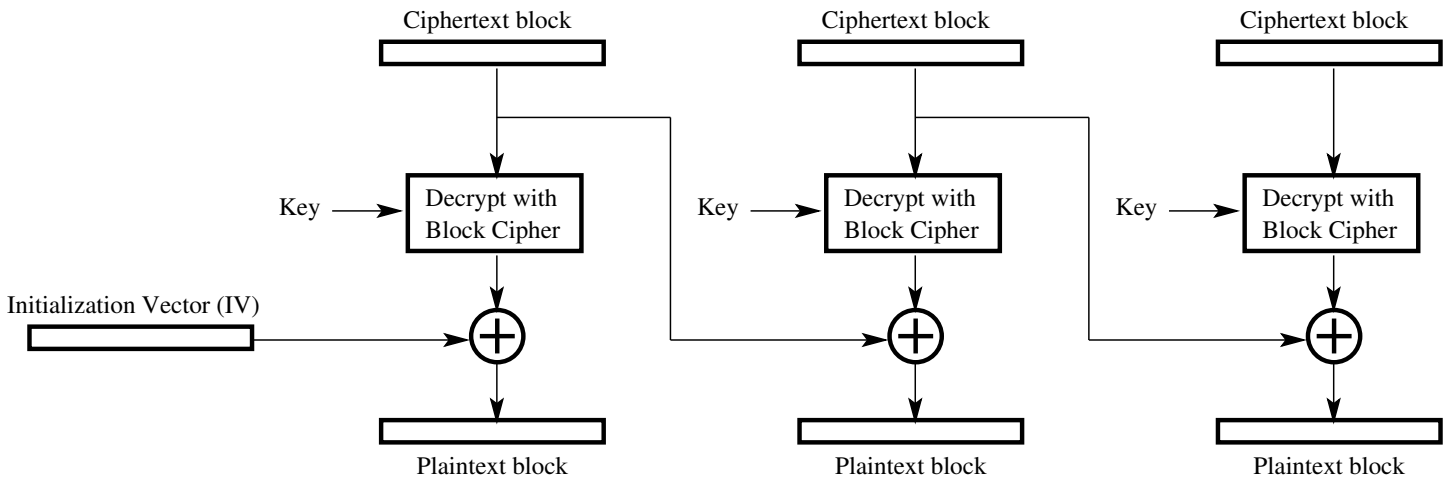 Ciphertext block
Ciphertext block
Ciphertext block
Key
Decrypt with
Block Cipher
Key
Decrypt with
Block Cipher
Key
Decrypt with
Block Cipher
Initialization Vector (IV)
Plaintext block
Plaintext block
Plaintext block